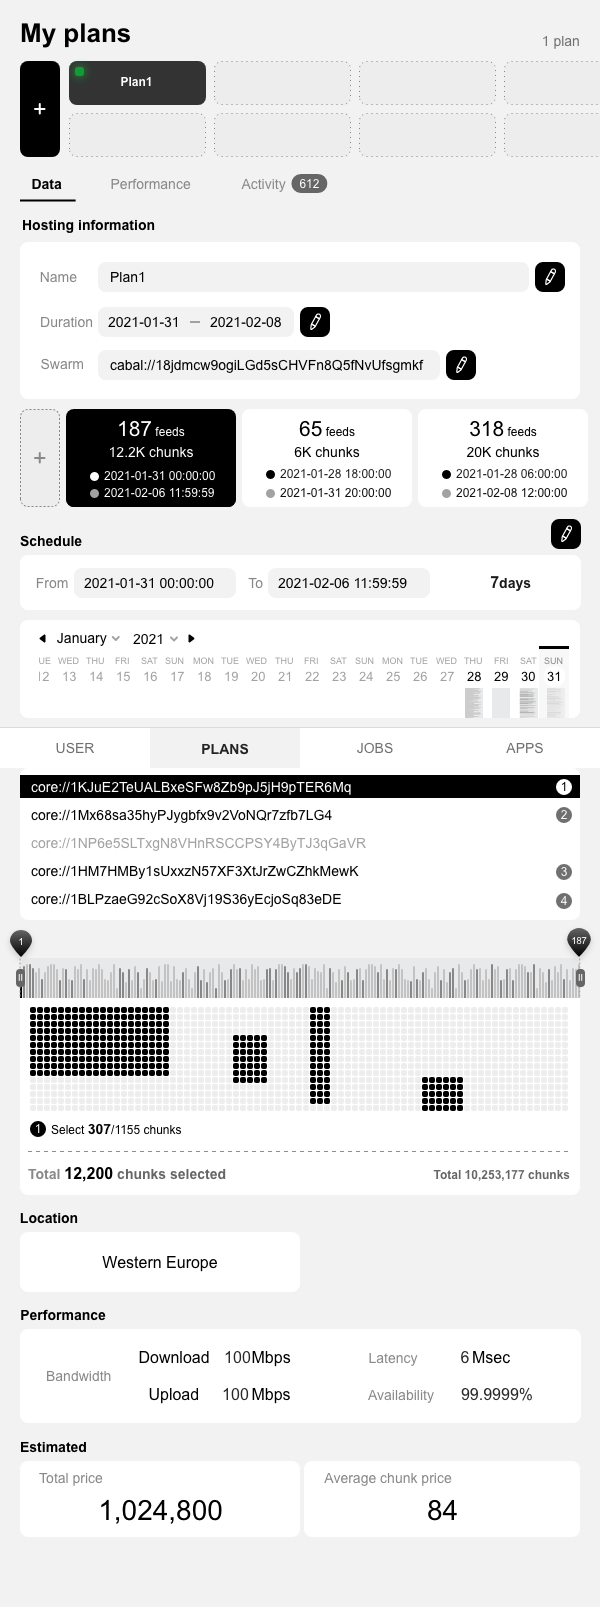 My plans
1 plan
+
Plan1
Data Performance Activity 612
Hosting information
Name Plan1
Duration 2021-01-31 — 2021-02-08
Swarm cabal://18jdmcw9ogiLGd5sCHVFn8Q5fNvUfsgmkf
+
187 feeds
12.2K chunks
2021-01-31 00:00:00
2021-02-06 11:59:59
65 feeds
6K chunks
2021-01-28 18:00:00
2021-01-31 20:00:00
318 feeds
20K chunks
2021-01-28 06:00:00
2021-02-08 12:00:00
Schedule
From 2021-01-31 00:00:00 To 2021-02-06 11:59:59 7days
January 2021
UE WED THU FRI SAT SUN MON TUE WED THU FRI SAT SUN MON TUE WED THU FRI SAT SUN
12 13 14 15 16 17 18 19 20 21 22 23 24 25 26 27 28 29 30 31
USER PLANS JOBS APPS
core://1KJuE2TeUALBxeSFw8Zb9pJ5jH9pTER6Mq 1
core://1Mx68sa35hyPJygbfx9v2VoNQr7zfb7LG4 2
core://1NP6e5SLTxgN8VHnRSCCPSY4ByTJ3qGaVR
core://1HM7HMBy1sUxxzN57XF3XtJrZwCZhkMewK 3
core://1BLPzaeG92cSoX8Vj19S36yEcjoSq83eDE 4
1 187
1 Select 307/1155 chunks
Total 12,200 chunks selected Total 10,253,177 chunks
Location
Western Europe
Performance
Bandwidth
Download 100Mbps
Upload 100Mbps
Latency 6 Msec
Availability 99.9999%
Estimated
Total price
1,024,800
Average chunk price
84